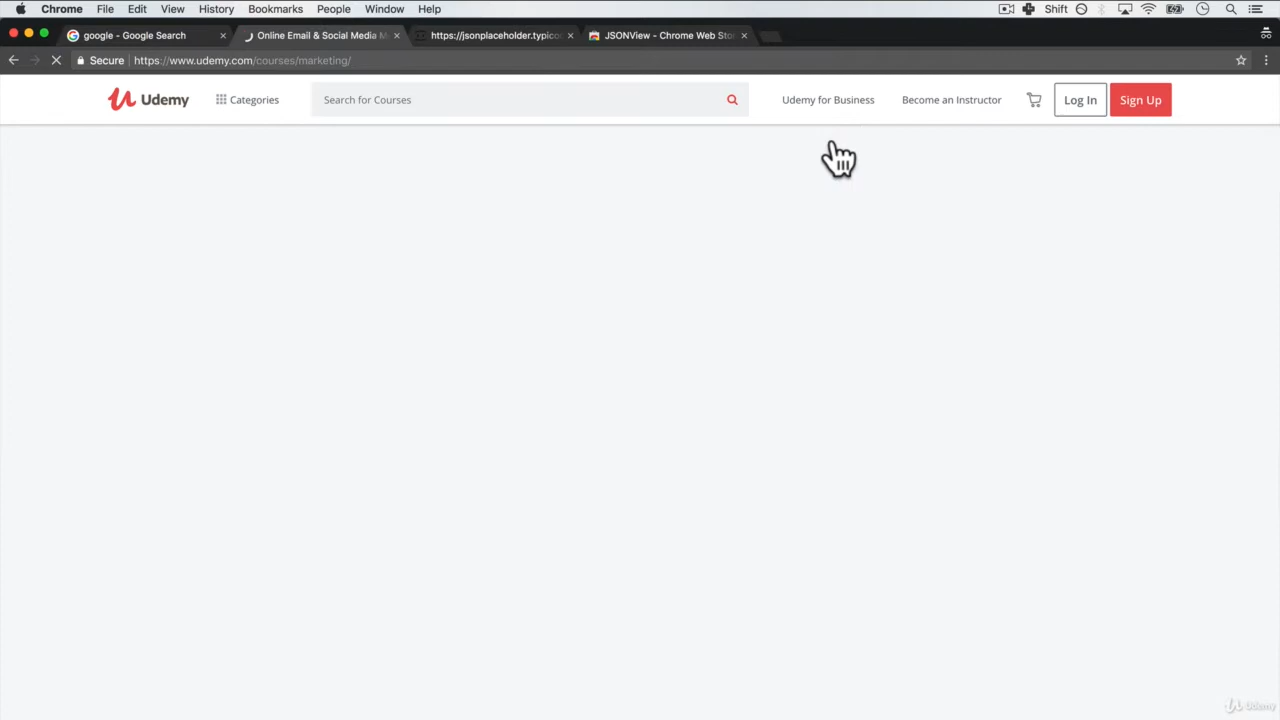 Chrome File Edit View History Bookmarks People Window Help Shift
google - Google Search Online Email & Social Media M https://jsonplaceholder.typico JSONView - Chrome Web Sto
Secure https://www.udemy.com/courses/marketing/
Udemy Categories Search for Courses Udemy for Business Become an Instructor Log In Sign Up
Udemy